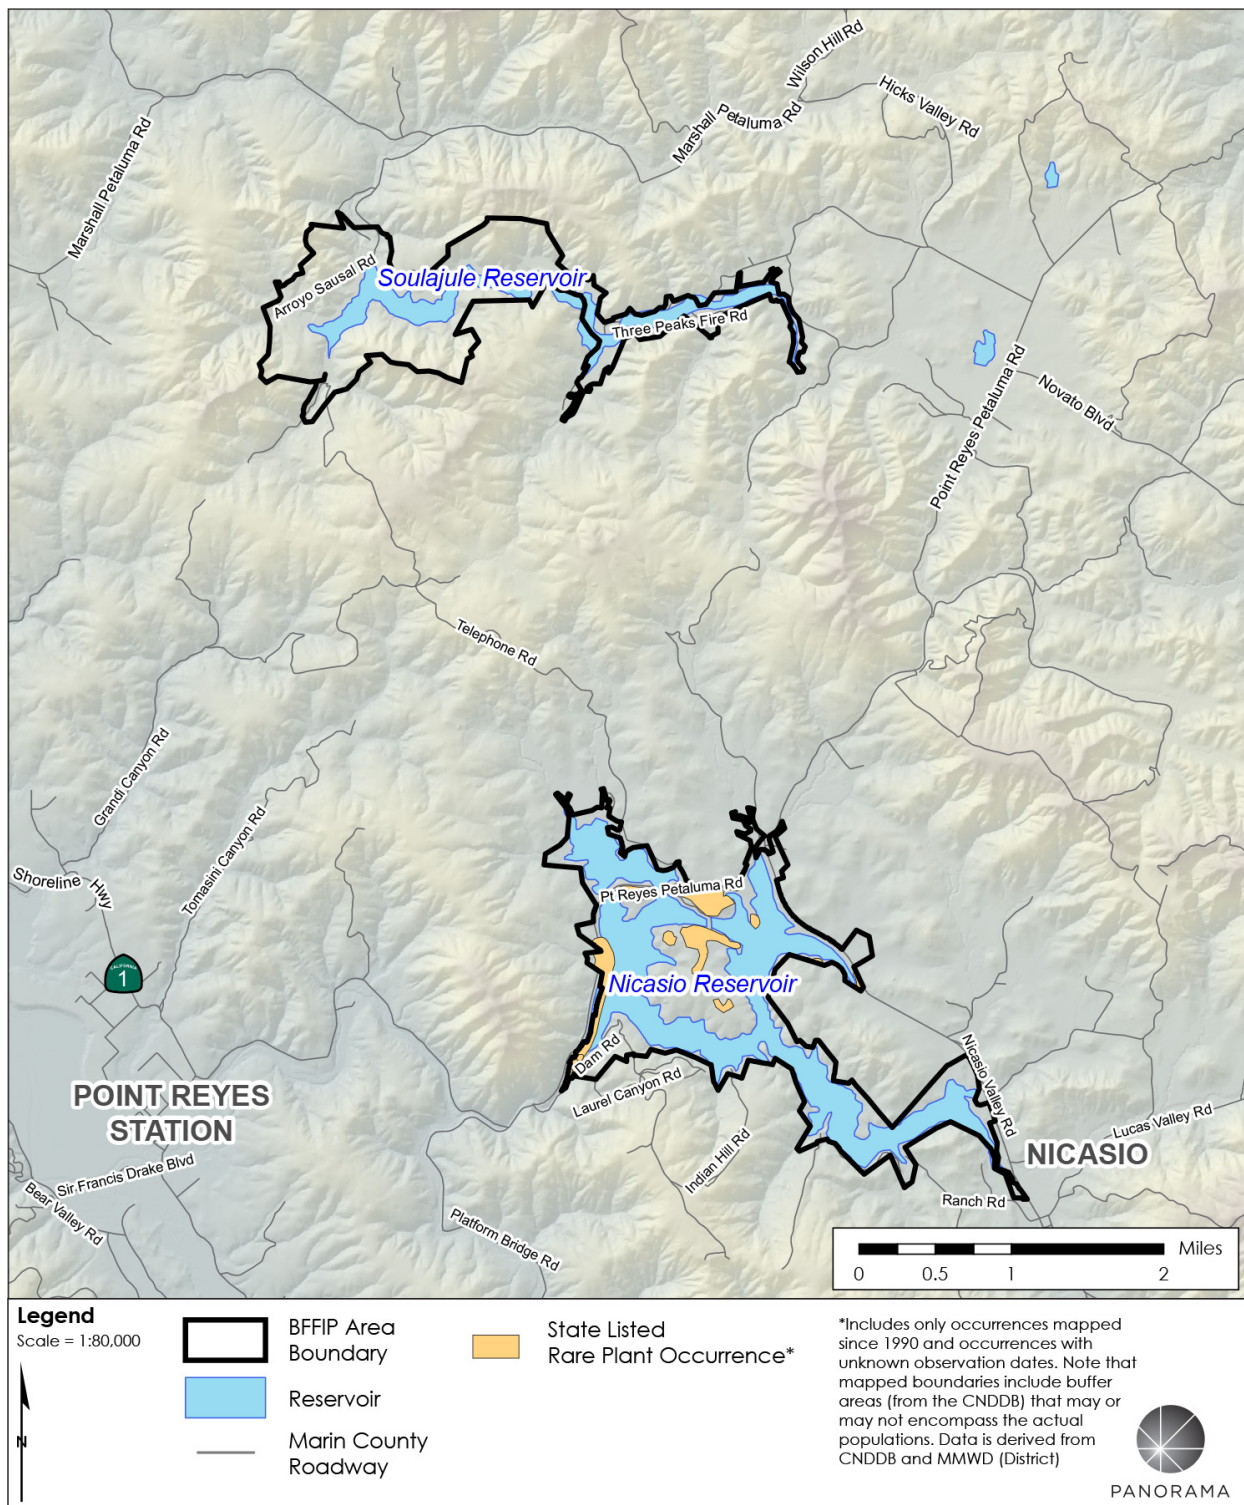 Wilson Hill Rd
Hicks Valley Rd
Marshall Petaluma Rd
Marshall Petaluma Rd
Arroyo Sausal Rd
Soulajule Reservoir
Three Peaks Fire Rd
Novato Blvd
Point Reyes Petaluma Rd
Telephone Rd
Grandi Canyon Rd
Tomasini Canyon Rd
Shoreline Hwy
CALIFORNIA
1
Pt Reyes Petaluma Rd
Nicasio Reservoir
Dam Rd
Laurel Canyon Rd
Nicasio Valley Rd
Lucas Valley Rd
POINT REYES
STATION
NICASIO
Indian Hill Rd
Ranch Rd
Sir Francis Drake Blvd
Bear Valley Rd
Platform Bridge Rd
Miles
0 0.5 1 2
Legend
Scale = 1:80,000
N
BFFIP Area
Boundary
Reservoir
Marin County
Roadway
State Listed
Rare Plant Occurrence*
*Includes only occurrences mapped
since 1990 and occurrences with
unknown observation dates. Note that
mapped boundaries include buffer
areas (from the CNDDB) that may or
may not encompass the actual
populations. Data is derived from
CNDDB and MMWD (District)
PANORAMA